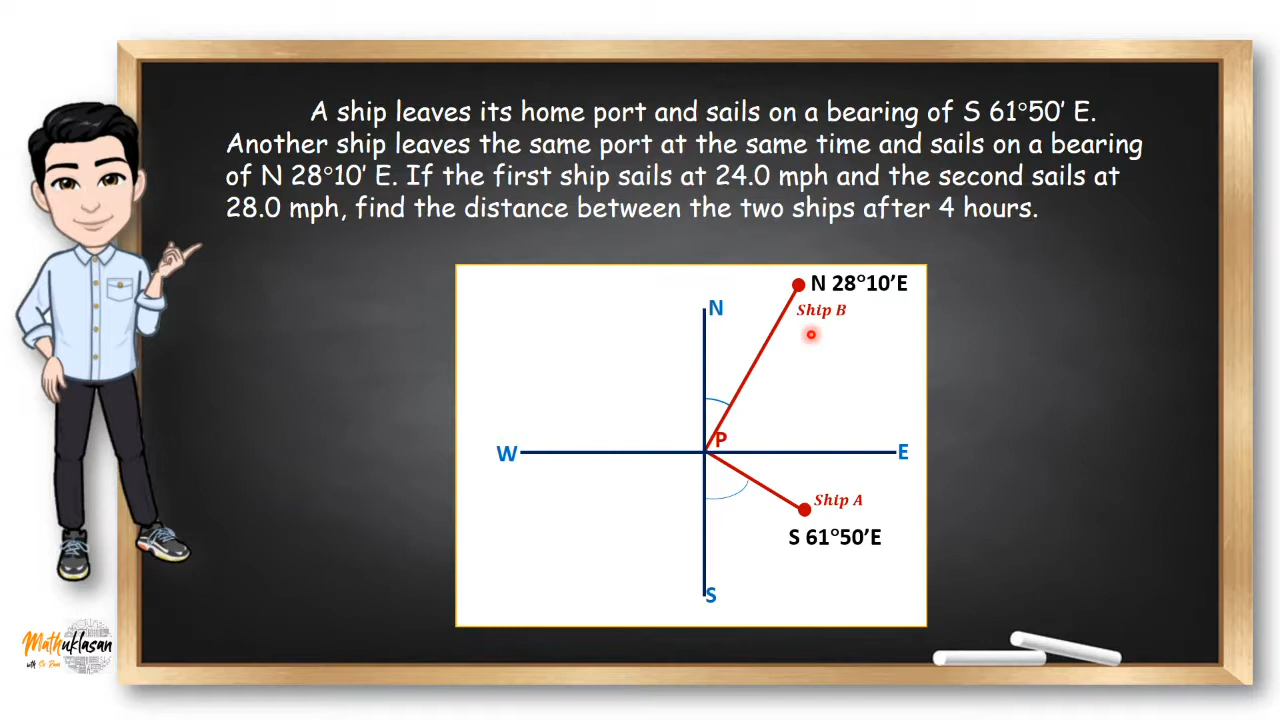 A ship leaves its home port and sails on a bearing of S 61°50' E.
Another ship leaves the same port at the same time and sails on a bearing
of N 28°10' E. If the first ship sails at 24.0 mph and the second sails at
28.0 mph, find the distance between the two ships after 4 hours.
N 28°10'E
N
Ship B
P
W
E
Ship A
S 61°50'E
S
Mathuklasan
with Sir Ram